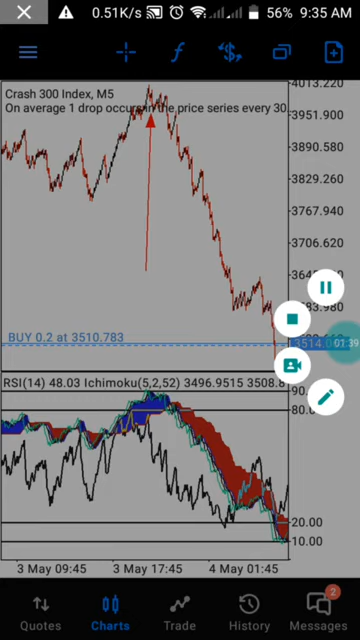 0.51K/s 56% 9:35 AM
Crash 300 Index, M5
On average 1 drop occurs in the price series every 30
4013.220
3951.900
3890.580
3829.260
3767.940
3706.620
BUY 0.2 at 3510.783
01:39
RSI(14) 48.03 Ichimoku(5,2,52) 3496.9515 3508.8
20.00
10.00
3 May 09:45 3 May 17:45 4 May 01:45
2
Quotes Charts Trade History Messages